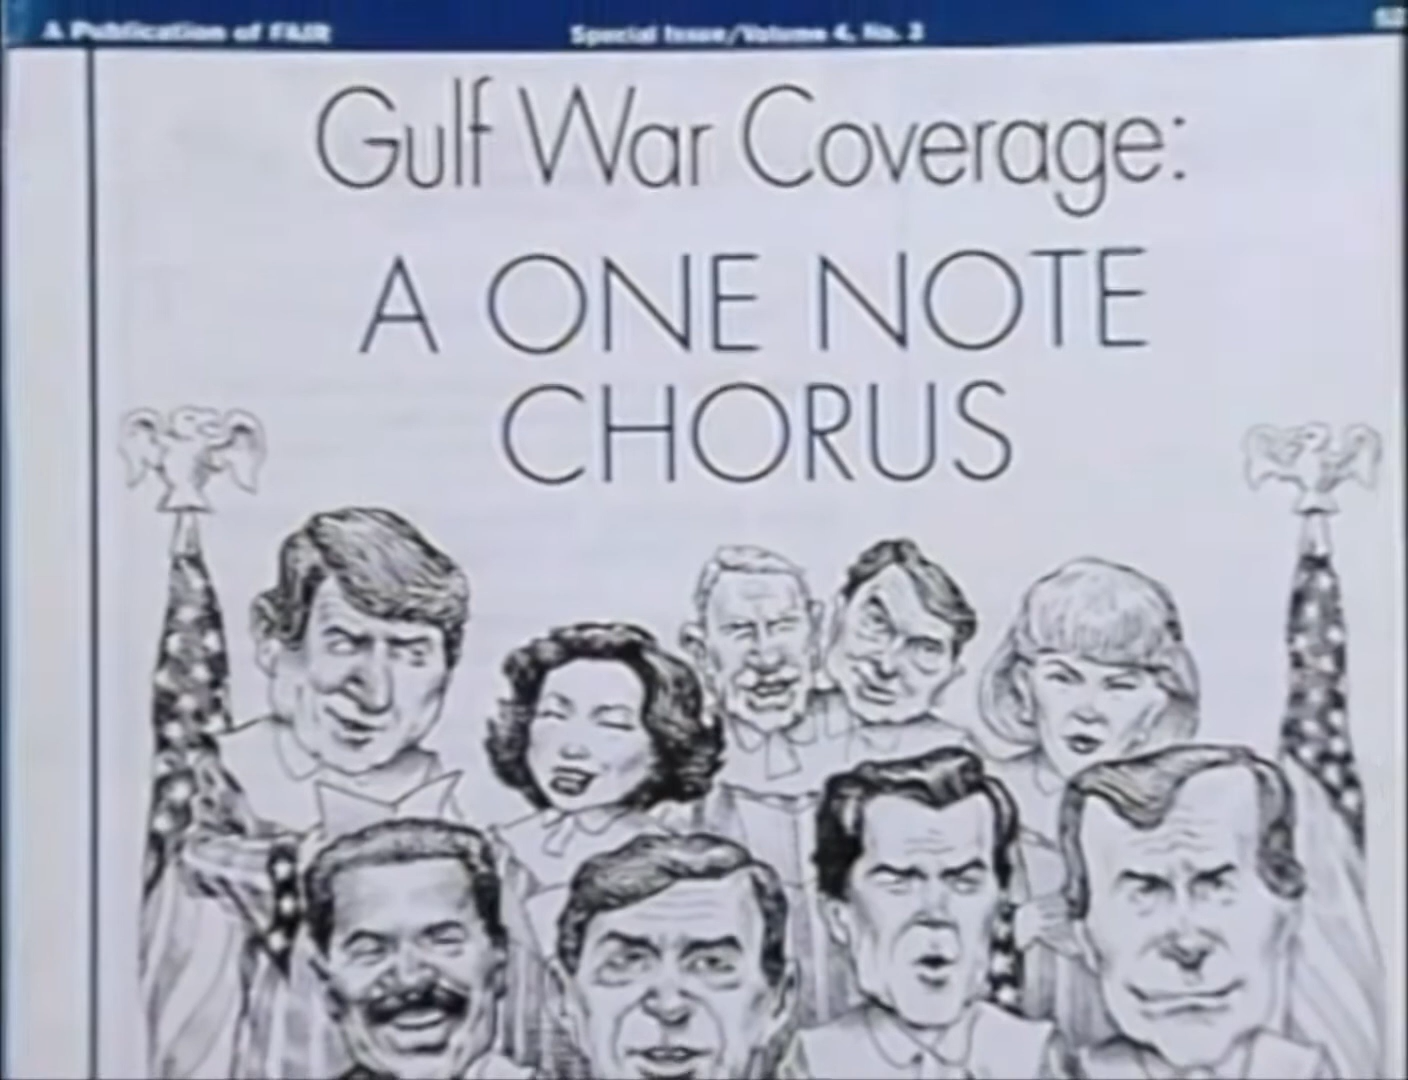 A Publication of FAIR
Special Issue/Volume 4, No. 3
Gulf War Coverage:
A ONE NOTE
CHORUS